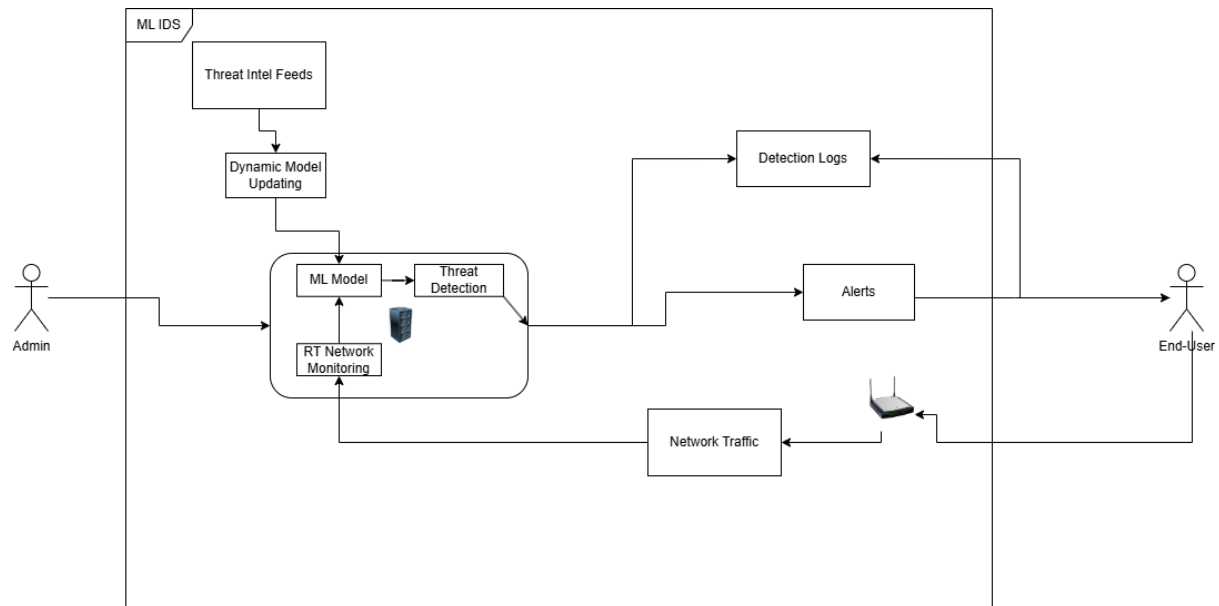 ML IDS
Threat Intel Feeds
Dynamic Model
Updating
Detection Logs
ML Model
Threat
Detection
Alerts
RT Network
Monitoring
Admin
End-User
Network Traffic